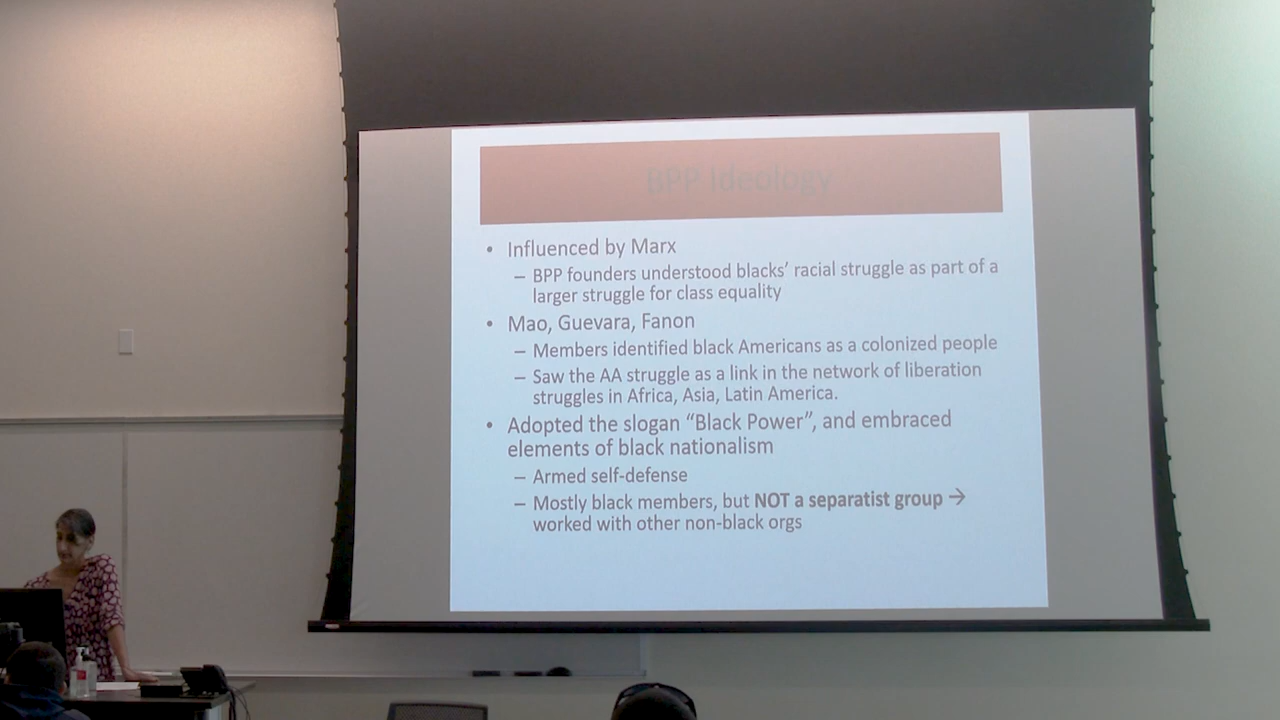 BPP Ideology
• Influenced by Marx
– BPP founders understood blacks’ racial struggle as part of a
larger struggle for class equality
• Mao, Guevara, Fanon
– Members identified black Americans as a colonized people
– Saw the AA struggle as a link in the network of liberation
struggles in Africa, Asia, Latin America.
• Adopted the slogan “Black Power”, and embraced
elements of black nationalism
– Armed self-defense
– Mostly black members, but NOT a separatist group →
worked with other non-black orgs